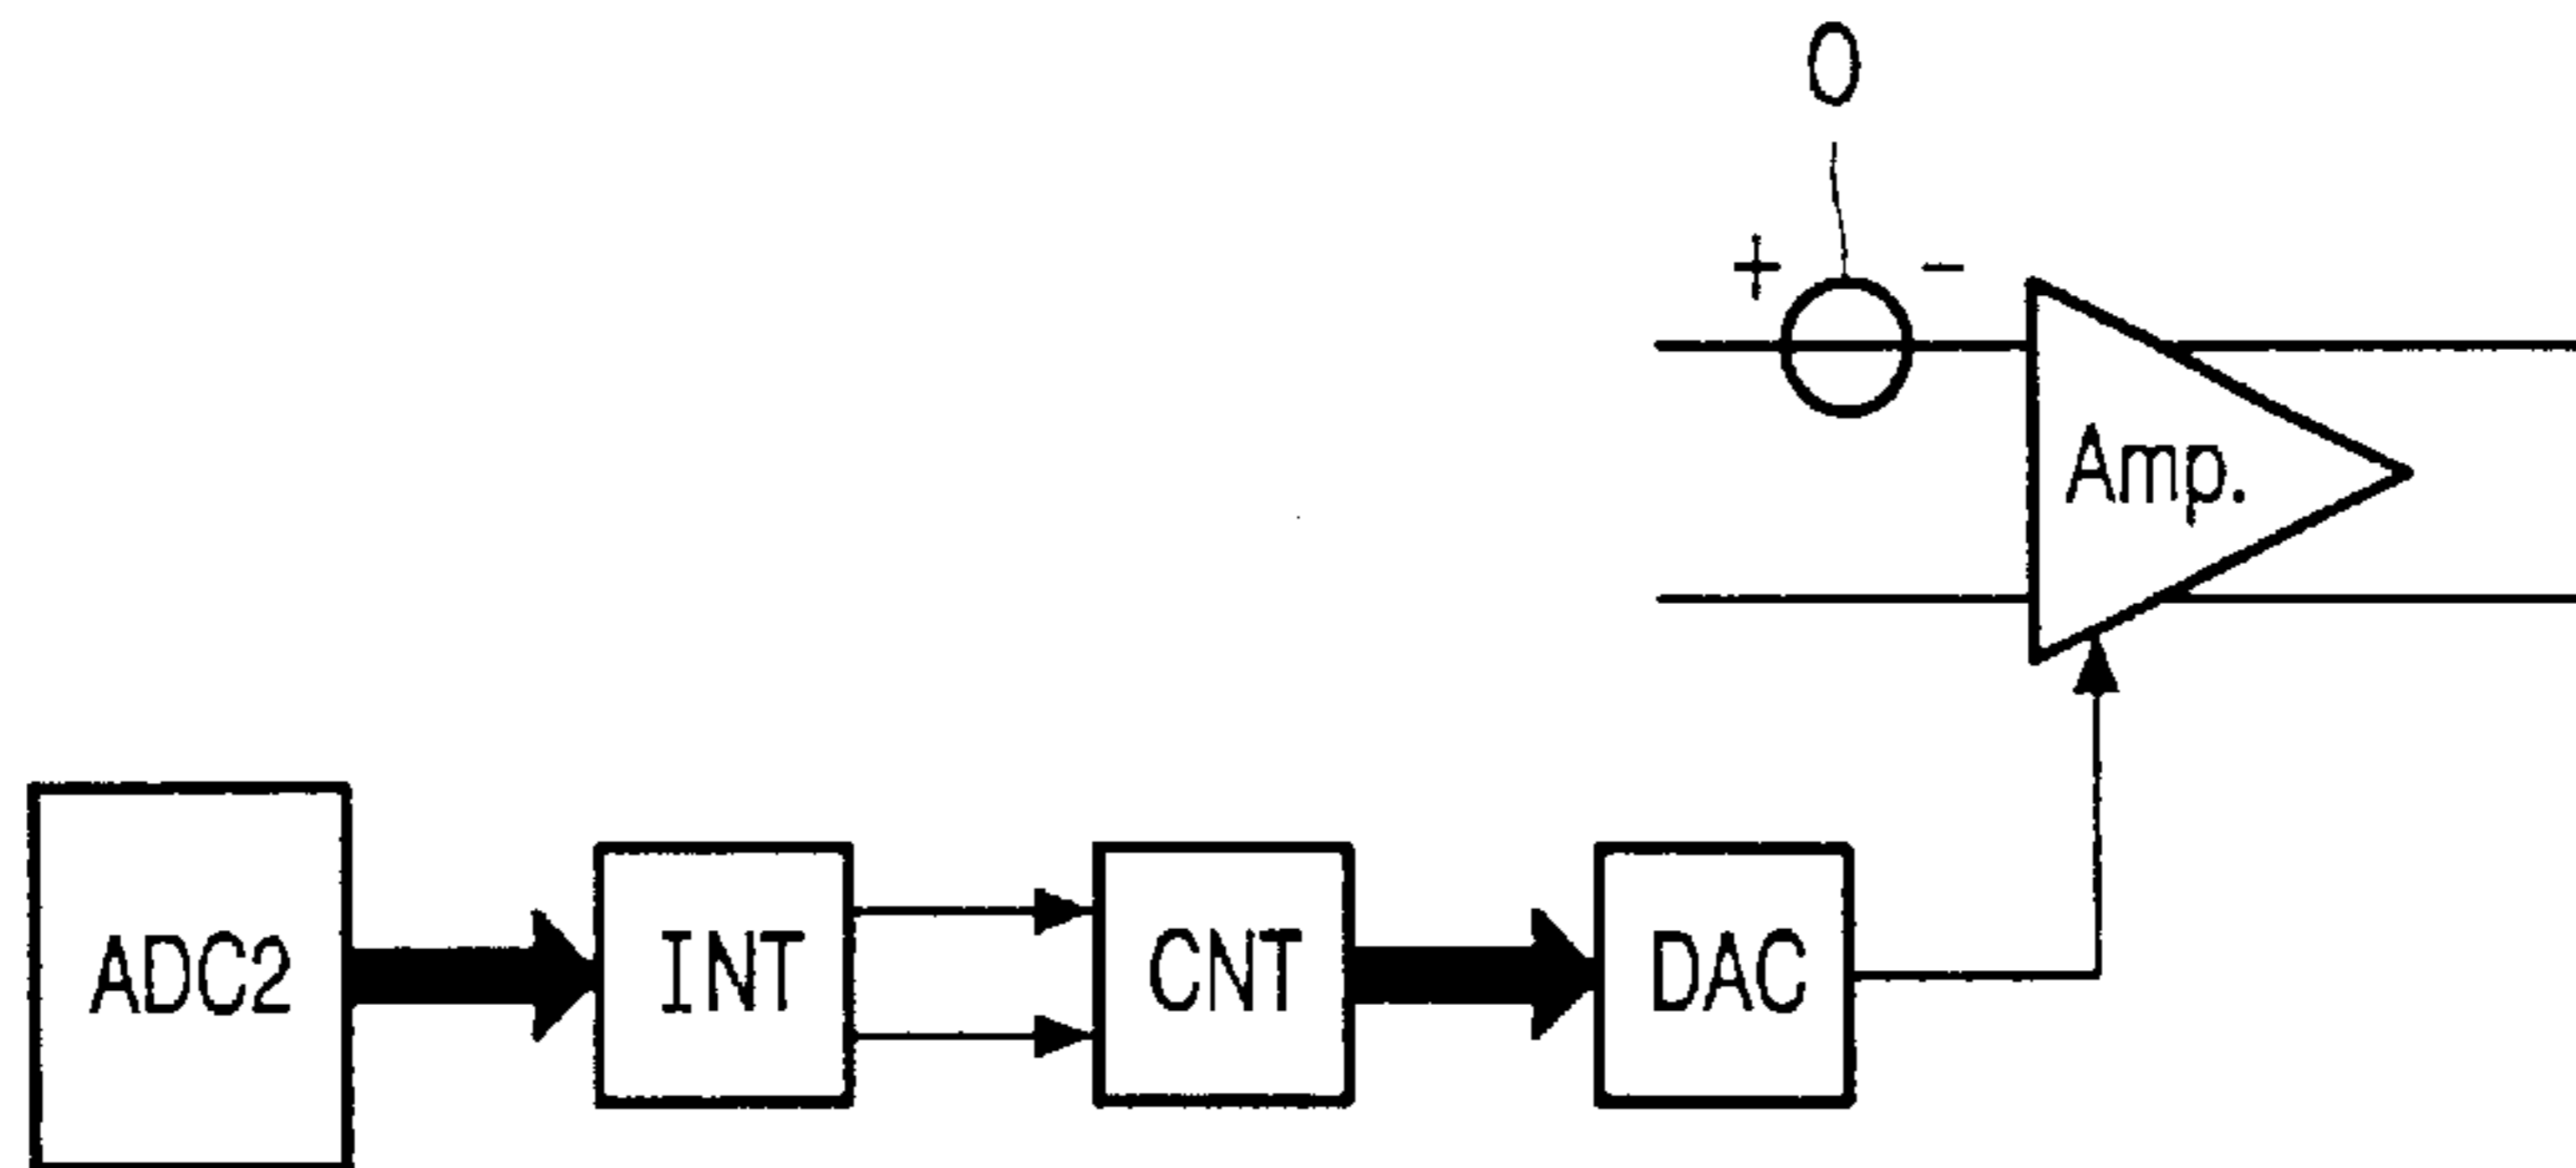 O
+ -
Amp.
ADC2 INT CNT DAC